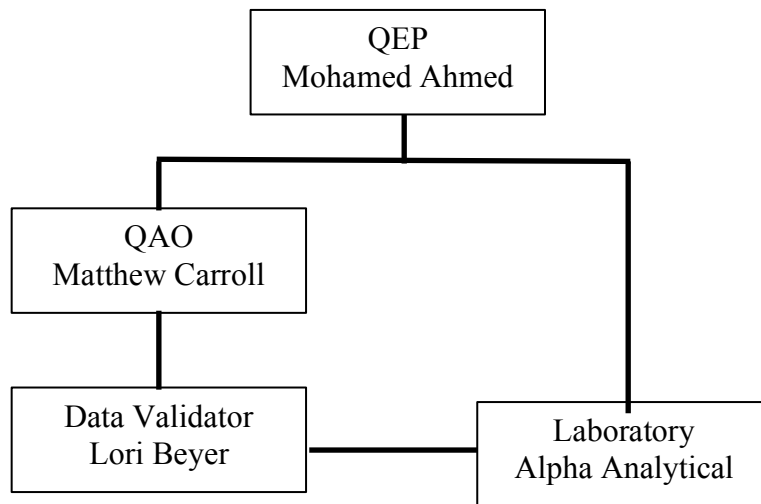 QEP
Mohamed Ahmed
QAO
Matthew Carroll
Data Validator
Lori Beyer
Laboratory
Alpha Analytical